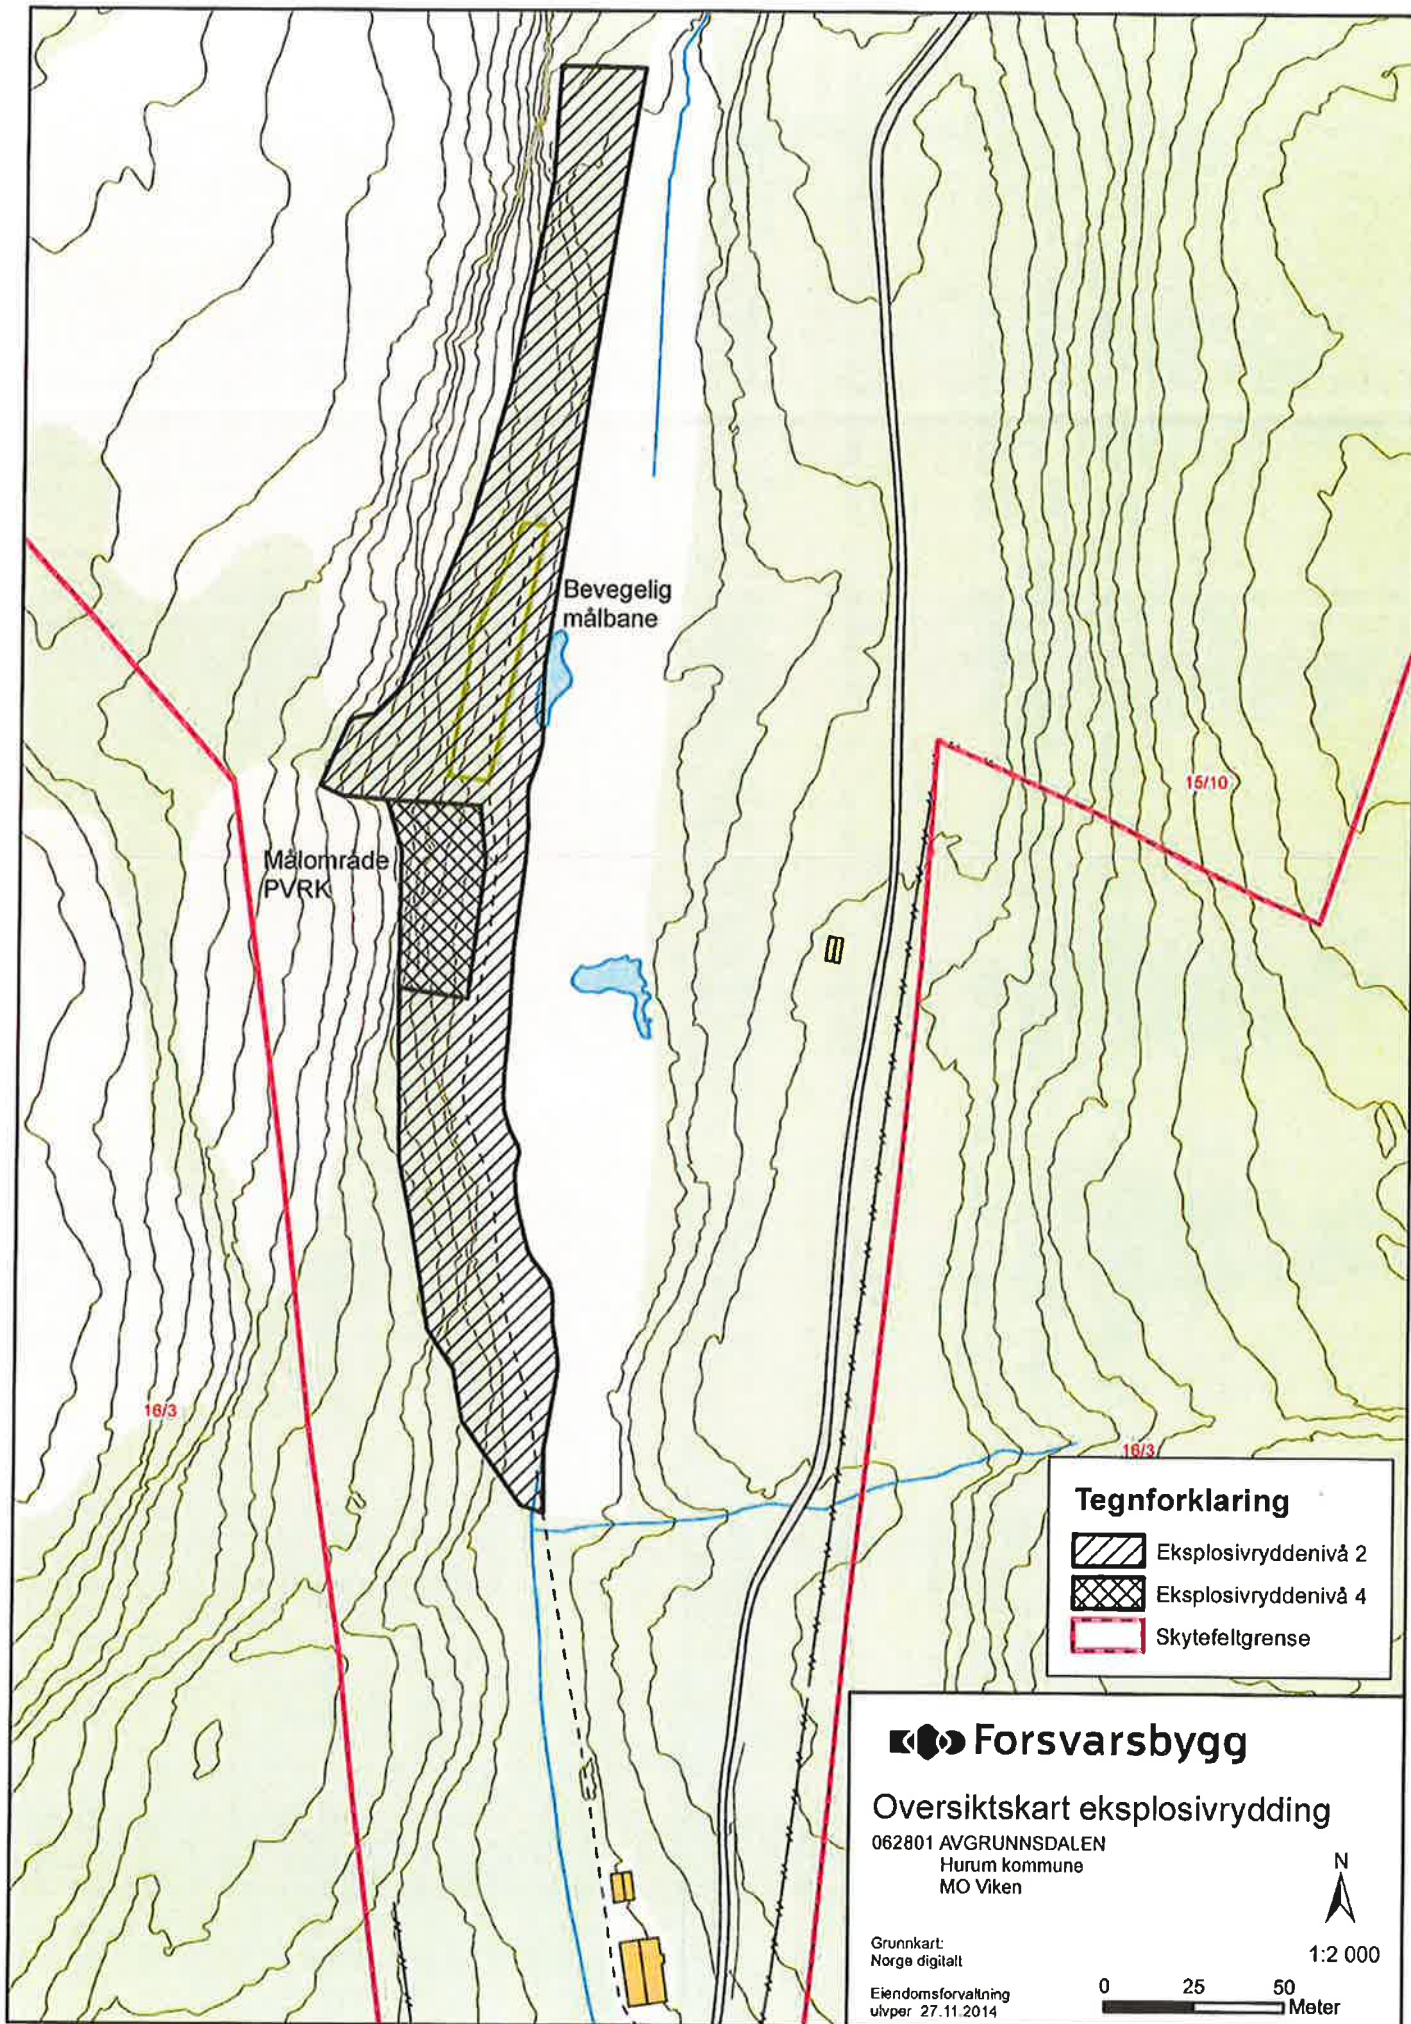 Bevegelig
målbane
15/10
Målområde
PVRK
16/3
16/3
Tegnforklaring
Eksplosivryddenivå 2
Eksplosivryddenivå 4
Skytefeltgrense
Forsvarsbygg
Oversiktskart eksplosivrydding
062801 AVGRUNNSDALEN
Hurum kommune
MO Viken
N
Grunnkart:
Norge digitalt
1:2 000
Eiendomsforvaltning
ulvper 27.11.2014
0 25 50
Meter